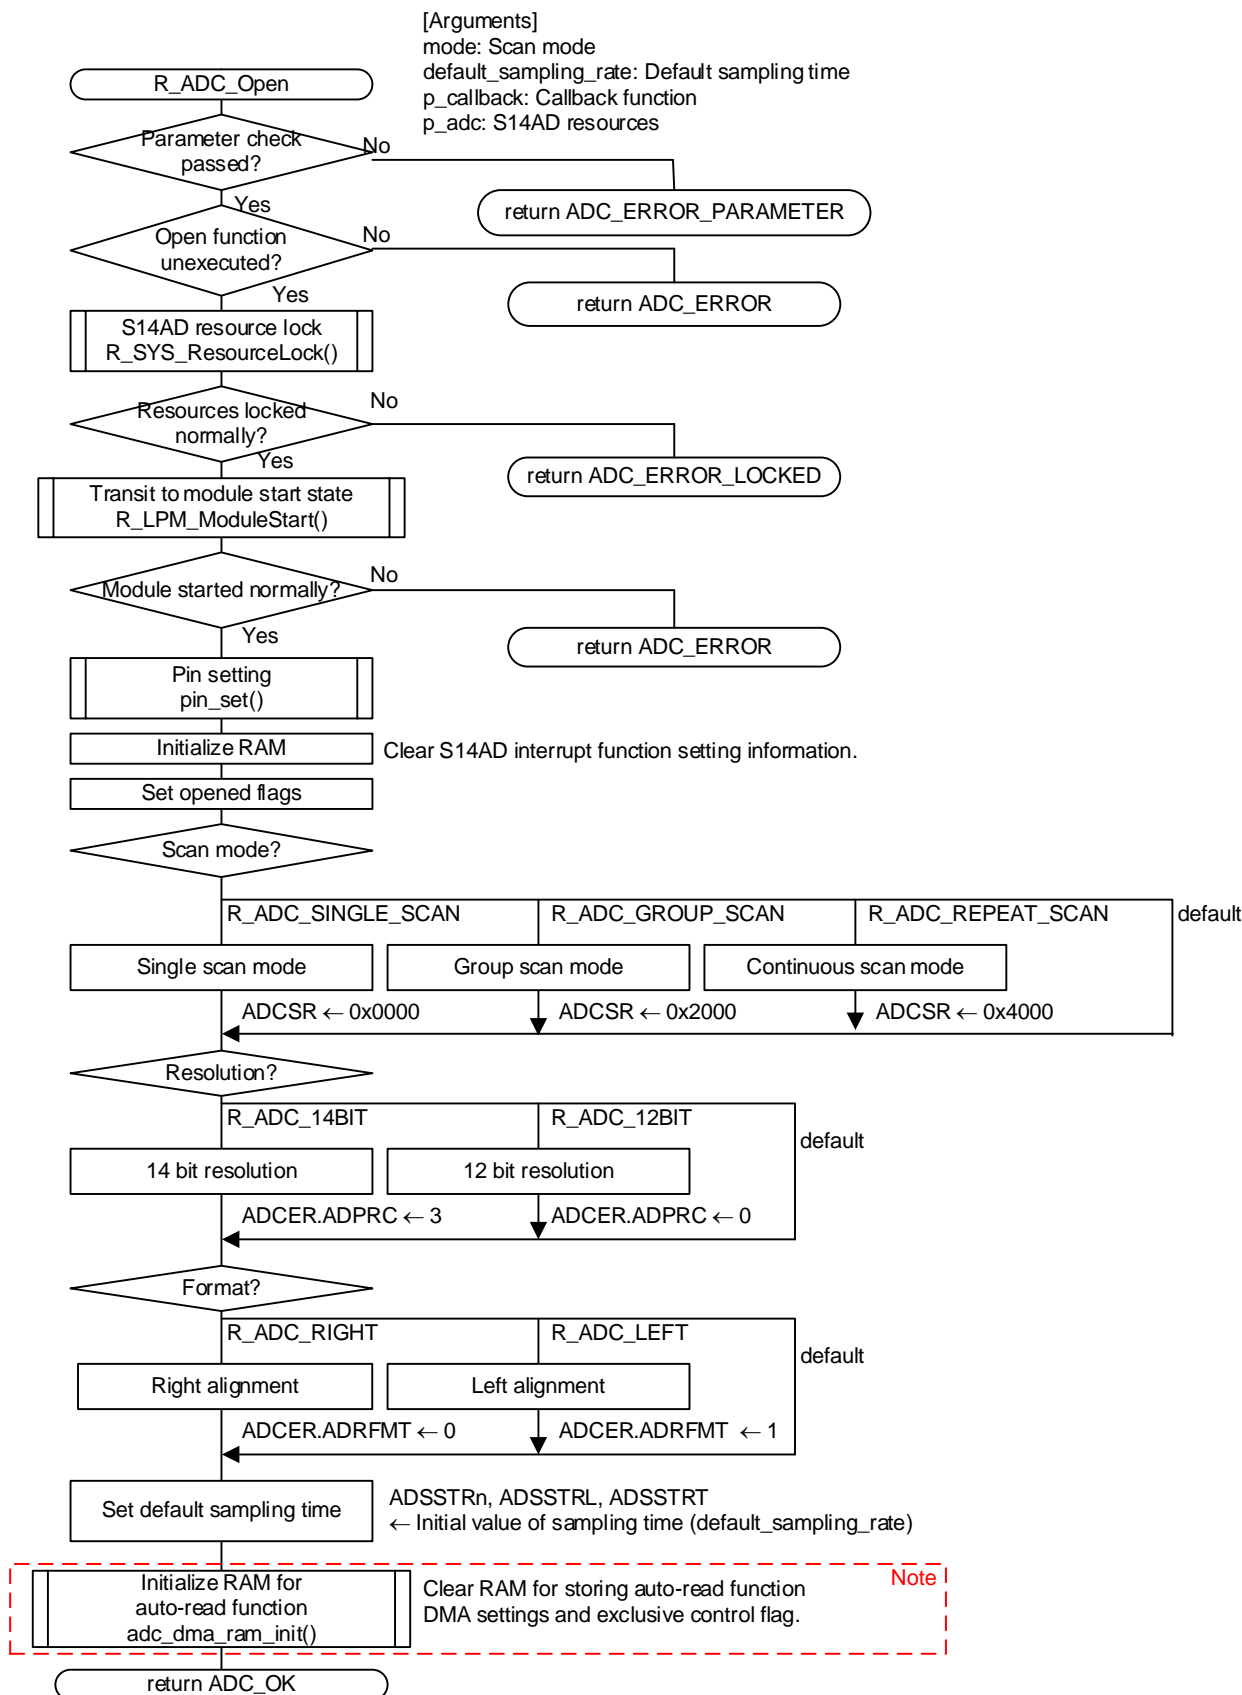 [Arguments]
mode: Scan mode
default_sampling_rate: Default sampling time
p_callback: Callback function
p_adc: S14AD resources
R_ADC_Open
Parameter check
passed?
No
Yes
return ADC_ERROR_PARAMETER
Open function
unexecuted?
No
Yes
return ADC_ERROR
S14AD resource lock
R_SYS_ResourceLock()
Resources locked
normally?
No
Yes
return ADC_ERROR_LOCKED
Transit to module start state
R_LPM_ModuleStart()
Module started normally?
No
Yes
return ADC_ERROR
Pin setting
pin_set()
Initialize RAM
Clear S14AD interrupt function setting information.
Set opened flags
Scan mode?
R_ADC_SINGLE_SCAN
R_ADC_GROUP_SCAN
R_ADC_REPEAT_SCAN
default
Single scan mode
Group scan mode
Continuous scan mode
ADCSR ← 0x0000
ADCSR ← 0x2000
ADCSR ← 0x4000
Resolution?
R_ADC_14BIT
R_ADC_12BIT
default
14 bit resolution
12 bit resolution
ADCER.ADPRC ← 3
ADCER.ADPRC ← 0
Format?
R_ADC_RIGHT
R_ADC_LEFT
default
Right alignment
Left alignment
ADCER.ADRFMT ← 0
ADCER.ADRFMT ← 1
Set default sampling time
ADSSTRn, ADSSTRL, ADSSTRT
← Initial value of sampling time (default_sampling_rate)
Note
Initialize RAM for
auto-read function
adc_dma_ram_init()
Clear RAM for storing auto-read function
DMA settings and exclusive control flag.
return ADC_OK